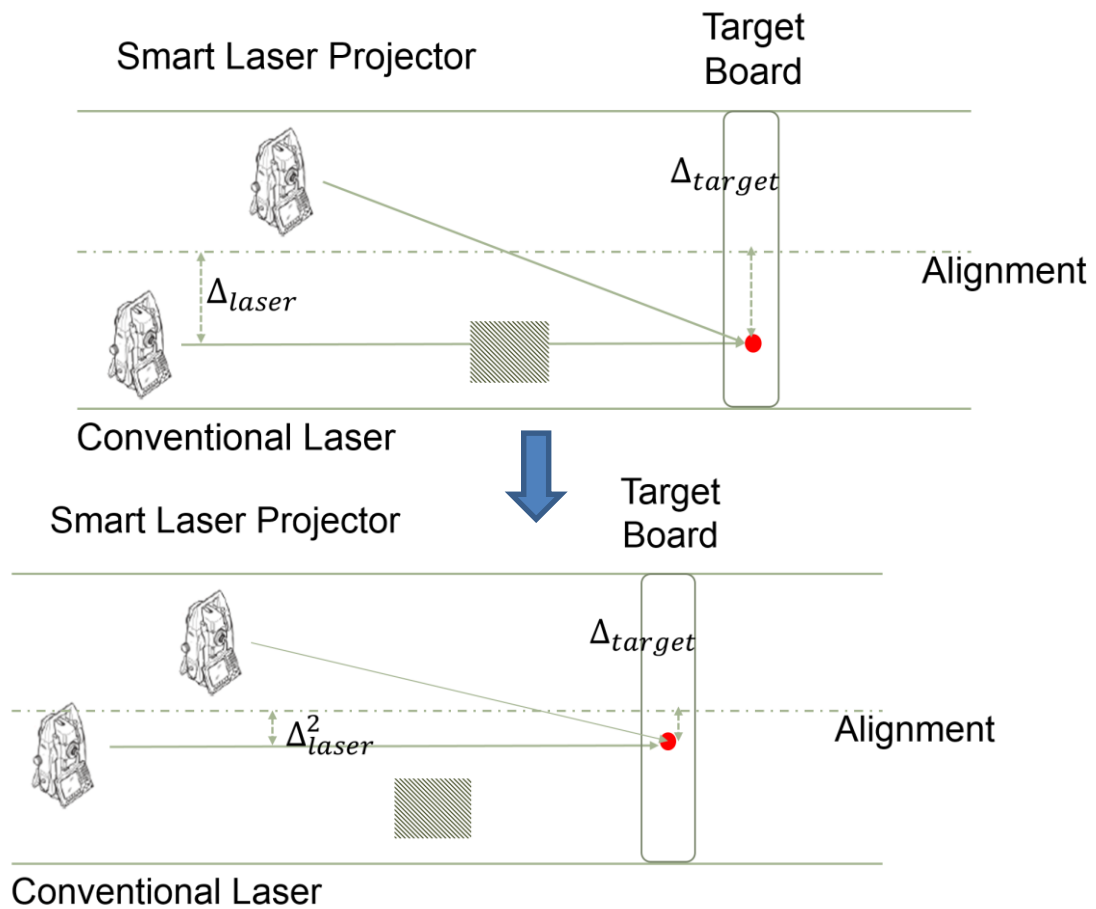 Smart Laser Projector
Target
Board
Δ_target
Alignment
Δ_laser
Conventional Laser
Target
Board
Smart Laser Projector
Δ_target
Δ²_laser
Alignment
Conventional Laser